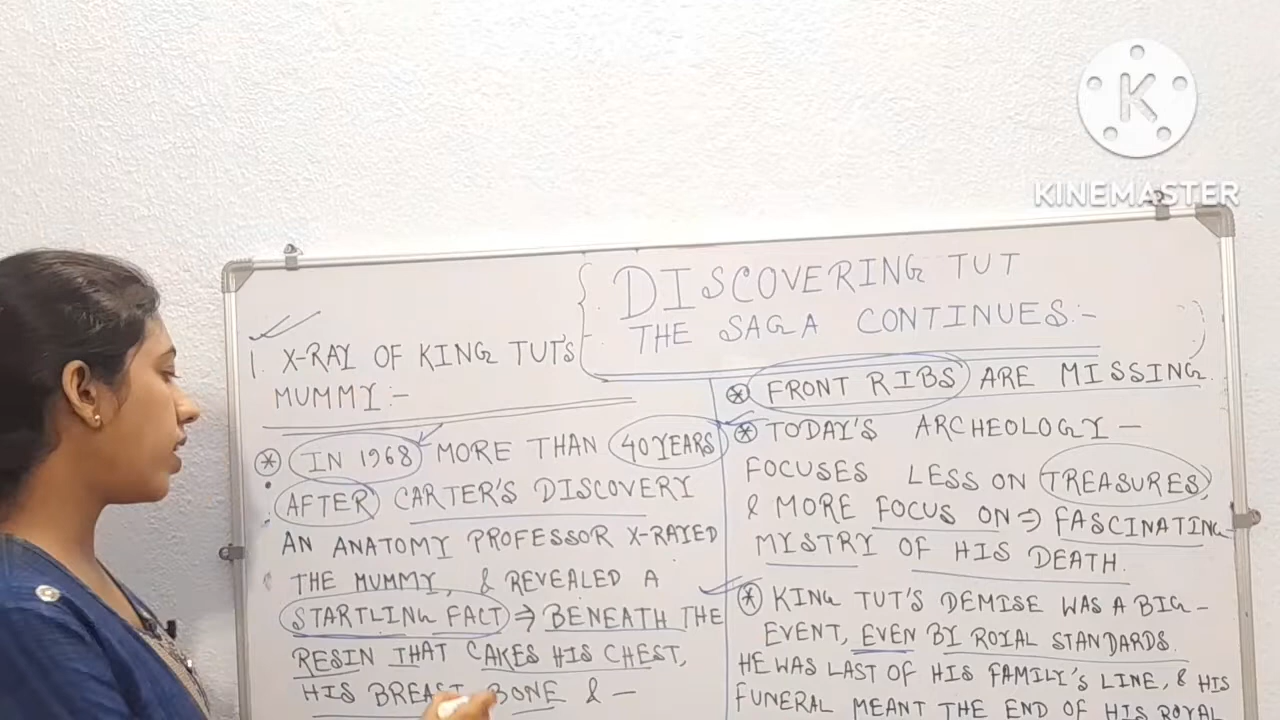 K
KINEMASTER
DISCOVERING TUT
THE SAGA CONTINUES:-
1. X-RAY OF KING TUT'S
MUMMY:-
* IN 1968 MORE THAN 40 YEARS
AFTER CARTER'S DISCOVERY
AN ANATOMY PROFESSOR X-RAYED
THE MUMMY, & REVEALED A
STARTLING FACT ⇒ BENEATH THE
RESIN THAT CAKES HIS CHEST,
HIS BREAST BONE & -
* FRONT RIBS ARE MISSING.
* TODAY'S ARCHEOLOGY -
FOCUSES LESS ON TREASURES,
& MORE FOCUS ON ⇒ FASCINATING
MYSTRY OF HIS DEATH.
* KING TUT'S DEMISE WAS A BIG -
EVENT, EVEN BY ROYAL STANDARDS.
HE WAS LAST OF HIS FAMILY'S LINE, & HIS
FUNERAL MEANT THE END OF HIS ROYAL